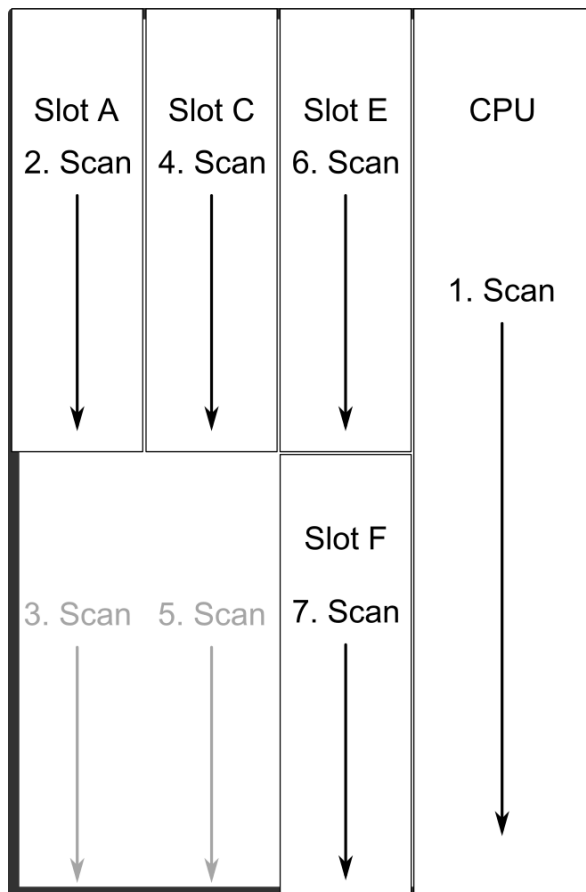 Slot A
2. Scan
Slot C
4. Scan
Slot E
6. Scan
CPU
1. Scan
3. Scan
5. Scan
Slot F
7. Scan